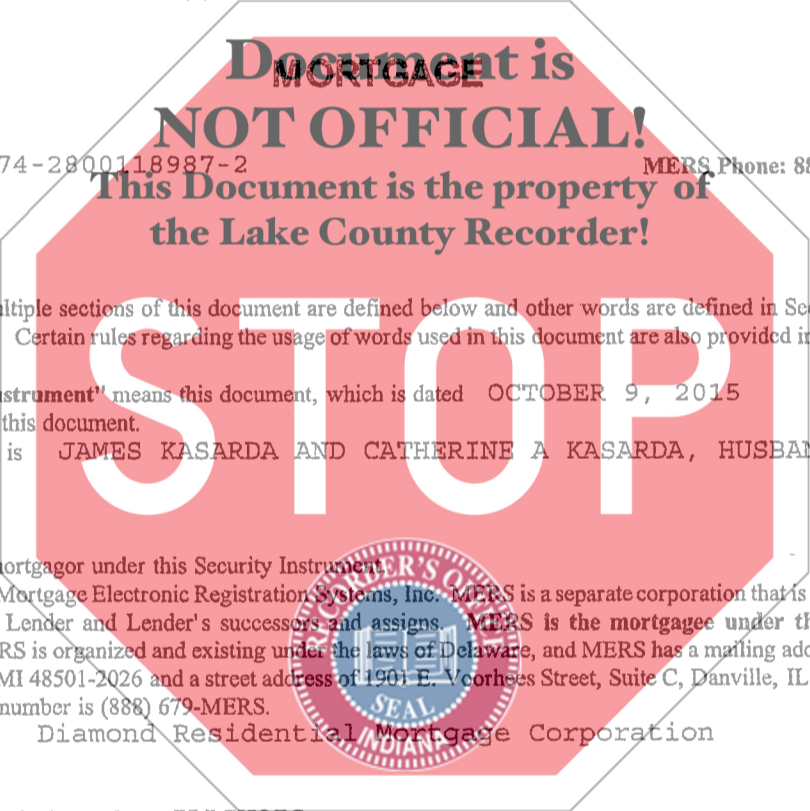 Document is
MORTGAGE
NOT OFFICIAL!
74-2800118987-2 MERS Phone: 88
This Document is the property of
the Lake County Recorder!
ltiple sections of this document are defined below and other words are defined in Sec
Certain rules regarding the usage of words used in this document are also provided in
STOP
strument" means this document, which is dated OCTOBER 9, 2015
this document.
is JAMES KASARDA AND CATHERINE A KASARDA, HUSBAN
ortgagor under this Security Instrument.
Mortgage Electronic Registration Systems, Inc. MERS is a separate corporation that is
Lender and Lender's successors and assigns. MERS is the mortgagee under th
RS is organized and existing under the laws of Delaware, and MERS has a mailing add
MI 48501-2026 and a street address of 1901 E. Voorhees Street, Suite C, Danville, IL
number is (888) 679-MERS.
Diamond Residential Mortgage Corporation
RECORDER'S OFFICE
SEAL
INDIANA